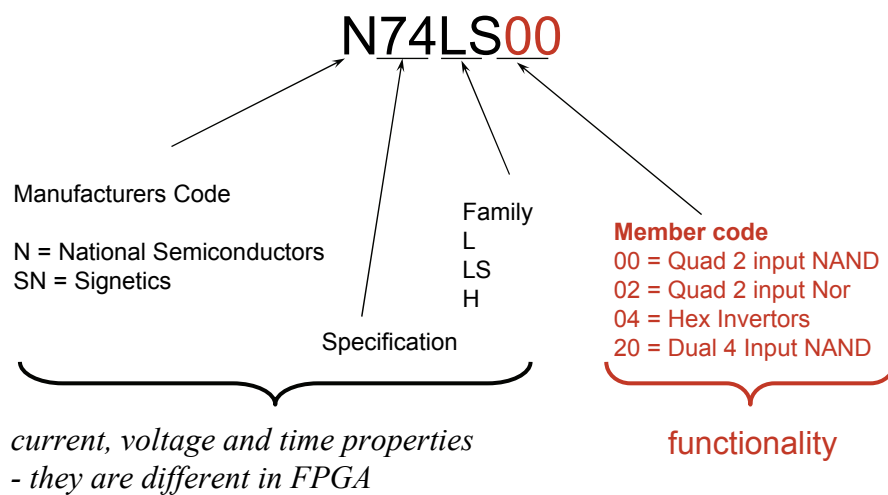 N74LS00
Manufacturers Code
N = National Semiconductors
SN = Signetics
Specification
Family
L
LS
H
Member code
00 = Quad 2 input NAND
02 = Quad 2 input Nor
04 = Hex Invertors
20 = Dual 4 Input NAND
current, voltage and time properties
- they are different in FPGA
functionality